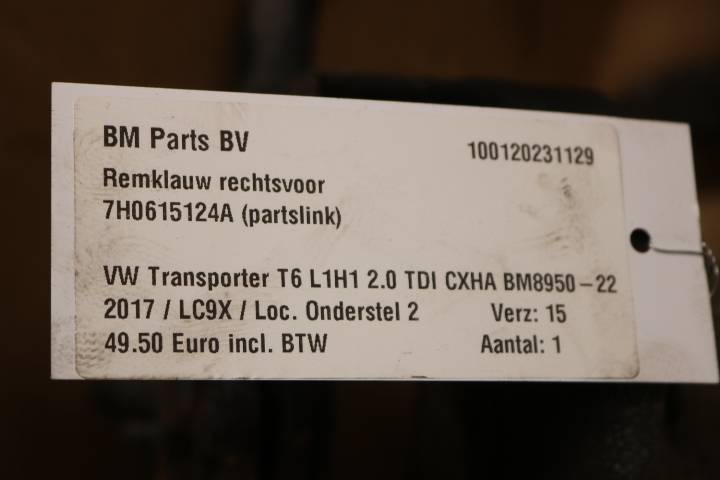 BM Parts BV 100120231129
Remklauw rechtsvoor
7H0615124A (partslink)
VW Transporter T6 L1H1 2.0 TDI CXHA BM8950-22
2017 / LC9X / Loc. Onderstel 2 Verz: 15
49.50 Euro incl. BTW Aantal: 1